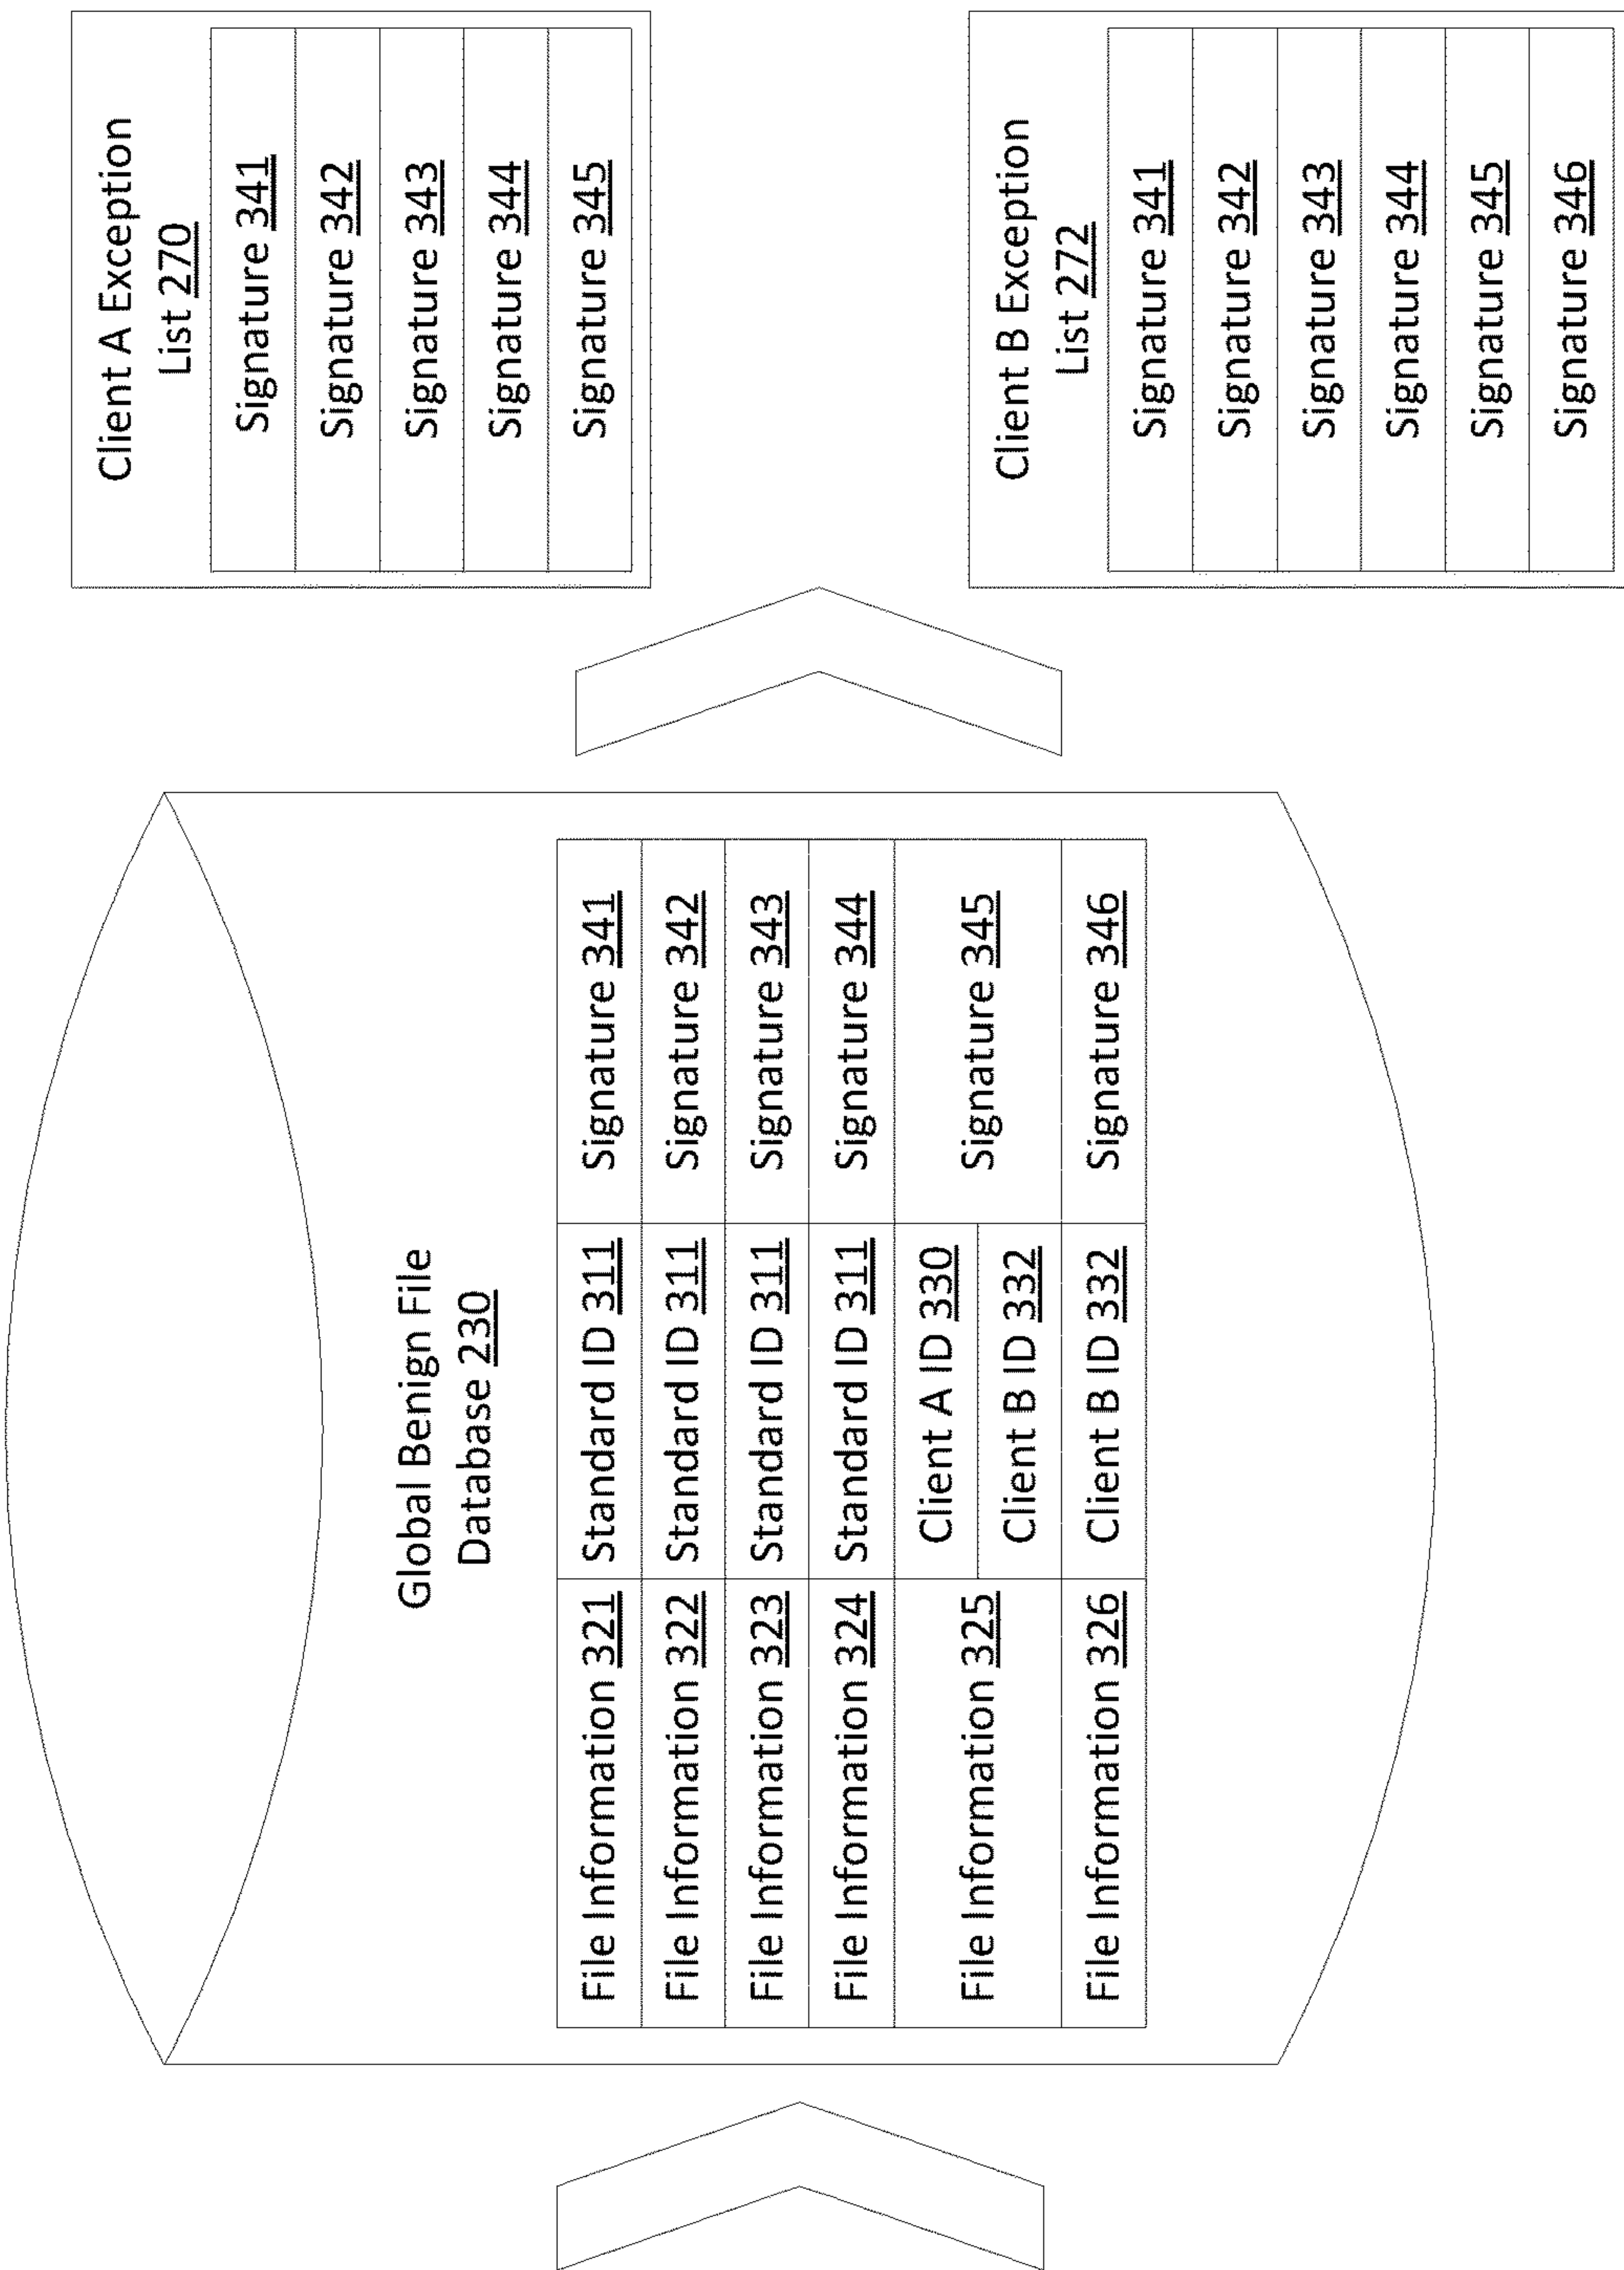 Global Benign File
Database 230
File Information 321
Standard ID 311
Signature 341
File Information 322
Standard ID 311
Signature 342
File Information 323
Standard ID 311
Signature 343
File Information 324
Standard ID 311
Signature 344
File Information 325
Client A ID 330
Client B ID 332
Signature 345
File Information 326
Client B ID 332
Signature 346
Client A Exception
List 270
Signature 341
Signature 342
Signature 343
Signature 344
Signature 345
Client B Exception
List 272
Signature 341
Signature 342
Signature 343
Signature 344
Signature 345
Signature 346